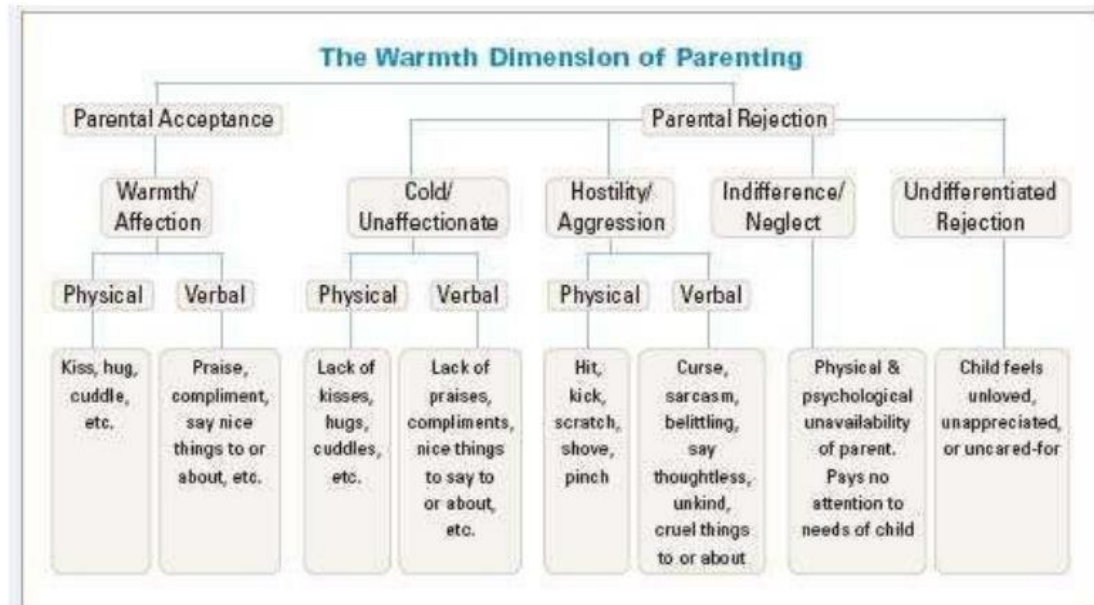 The Warmth Dimension of Parenting
Parental Acceptance
Parental Rejection
Warmth/
Affection
Cold/
Unaffectionate
Hostility/
Aggression
Indifference/
Neglect
Undifferentiated
Rejection
Physical
Verbal
Physical
Verbal
Physical
Verbal
Kiss, hug,
cuddle,
etc.
Praise,
compliment,
say nice
things to or
about, etc.
Lack of
kisses,
hugs,
cuddles,
etc.
Lack of
praises,
compliments,
nice things
to say to
or about,
etc.
Hit,
kick,
scratch,
shove,
pinch
Curse,
sarcasm,
belittling,
say
thoughtless,
unkind,
cruel things
to or about
Physical &
psychological
unavailability
of parent.
Pays no
attention to
needs of child
Child feels
unloved,
unappreciated,
or uncared-for